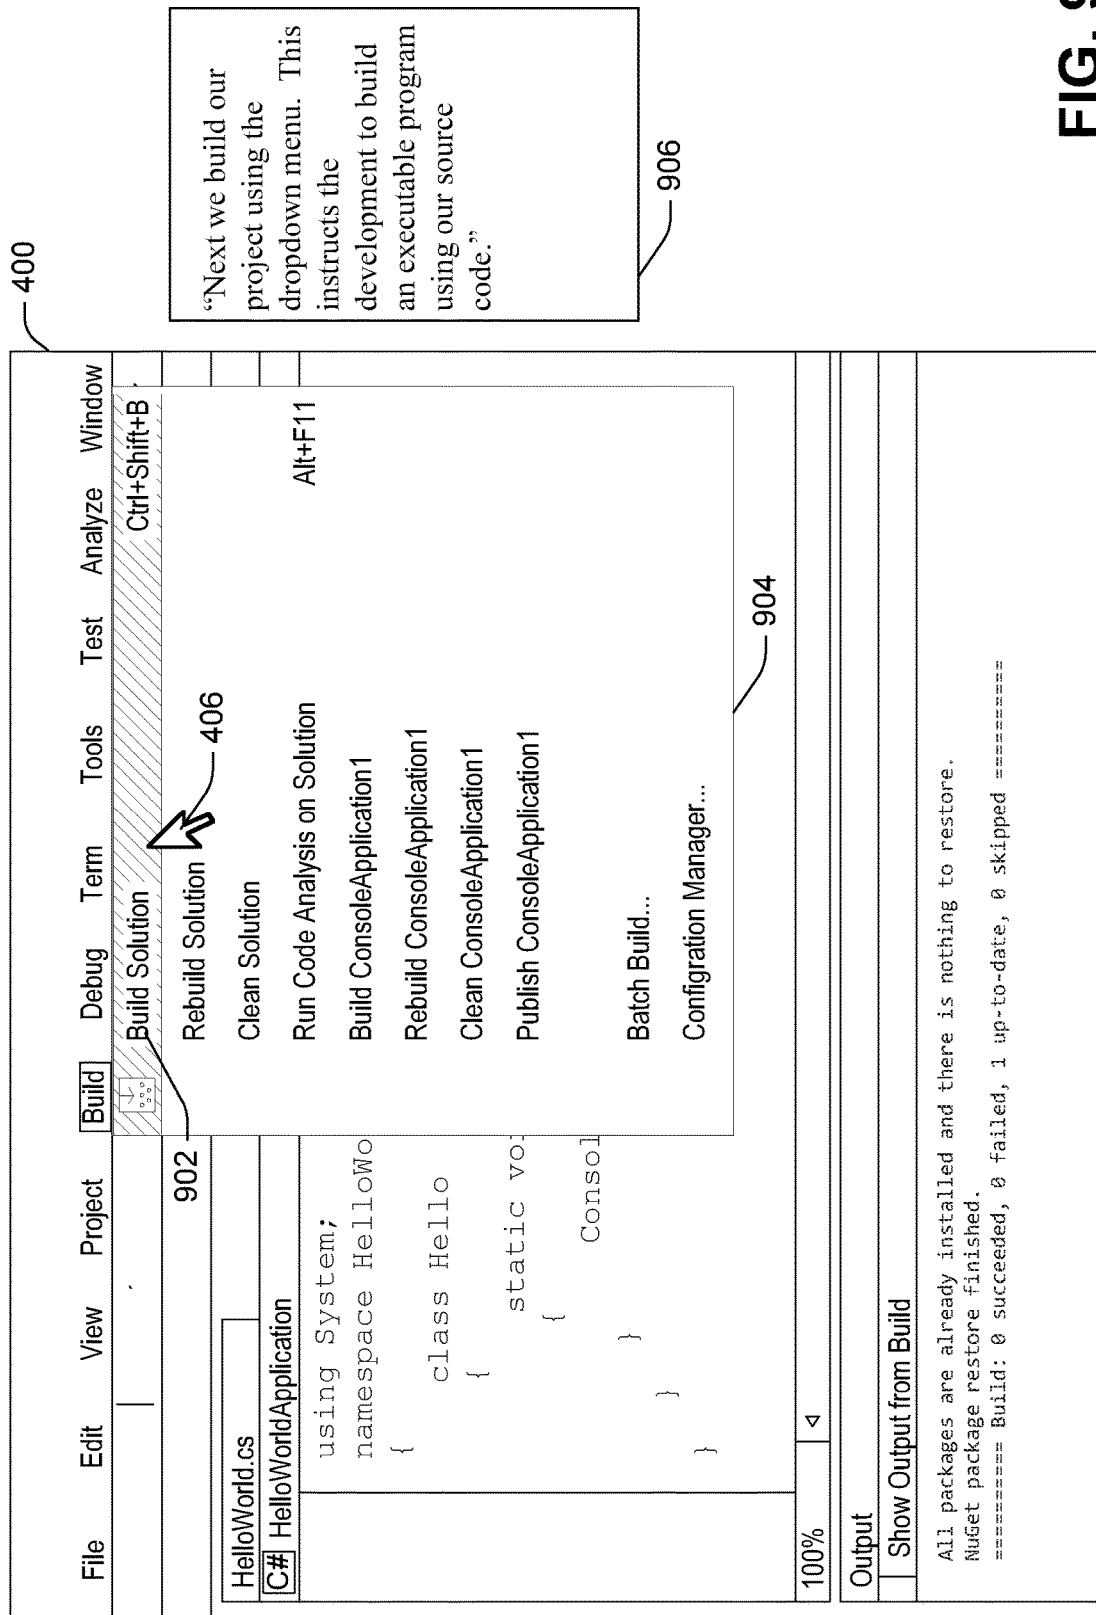 400
File Edit View Project Build Debug Term Tools Test Analyze Window
Build Solution Ctrl+Shift+B
Rebuild Solution
Clean Solution
Run Code Analysis on Solution Alt+F11
Build ConsoleApplication1
Rebuild ConsoleApplication1
Clean ConsoleApplication1
Publish ConsoleApplication1
Batch Build...
Configration Manager...
902
406
904
HelloWorld.cs
C# HelloWorldApplication
using System;
namespace HelloWo
{
class Hello
{
static vo
{
Consol
}
}
}
100%
Output
Show Output from Build
All packages are already installed and there is nothing to restore.
NuGet package restore finished.
========== Build: 0 succeeded, 0 failed, 1 up-to-date, 0 skipped ==========
“Next we build our
project using the
dropdown menu. This
instructs the
development to build
an executable program
using our source
code.”
906
FIG.